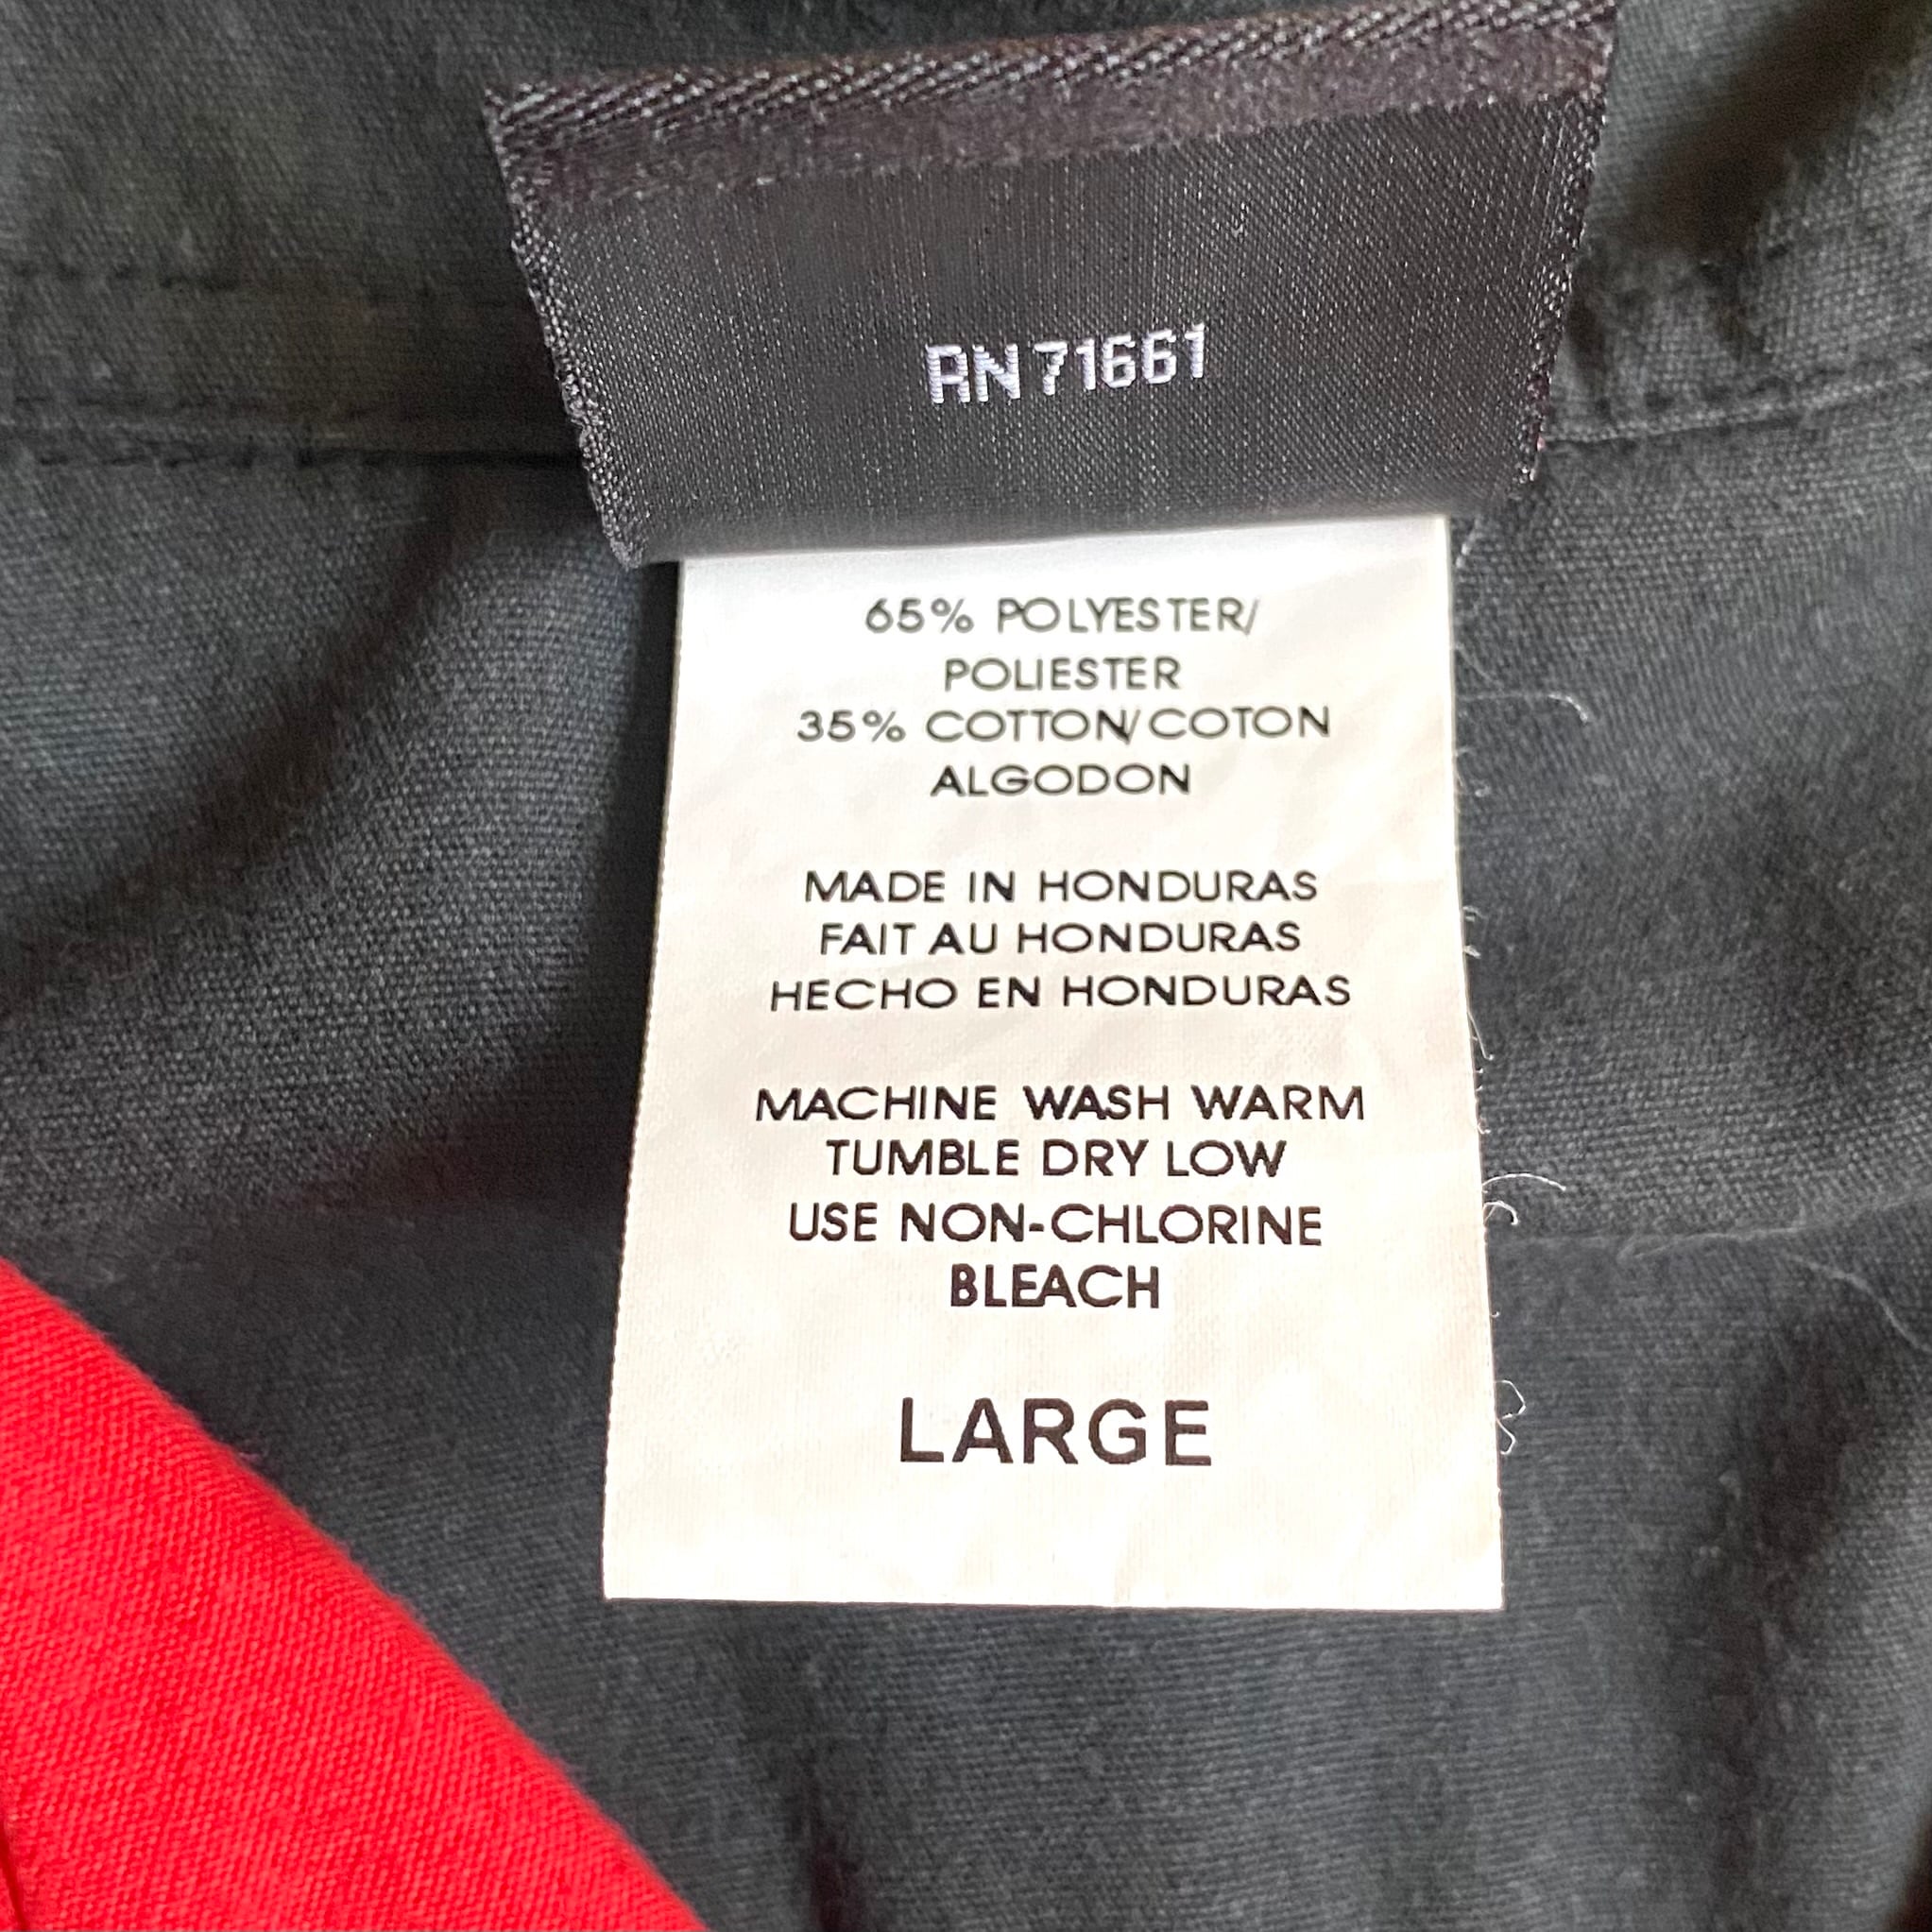 RN 71661
65% POLYESTER/
POLIESTER
35% COTTON/COTON
ALGODON
MADE IN HONDURAS
FAIT AU HONDURAS
HECHO EN HONDURAS
MACHINE WASH WARM
TUMBLE DRY LOW
USE NON-CHLORINE
BLEACH
LARGE